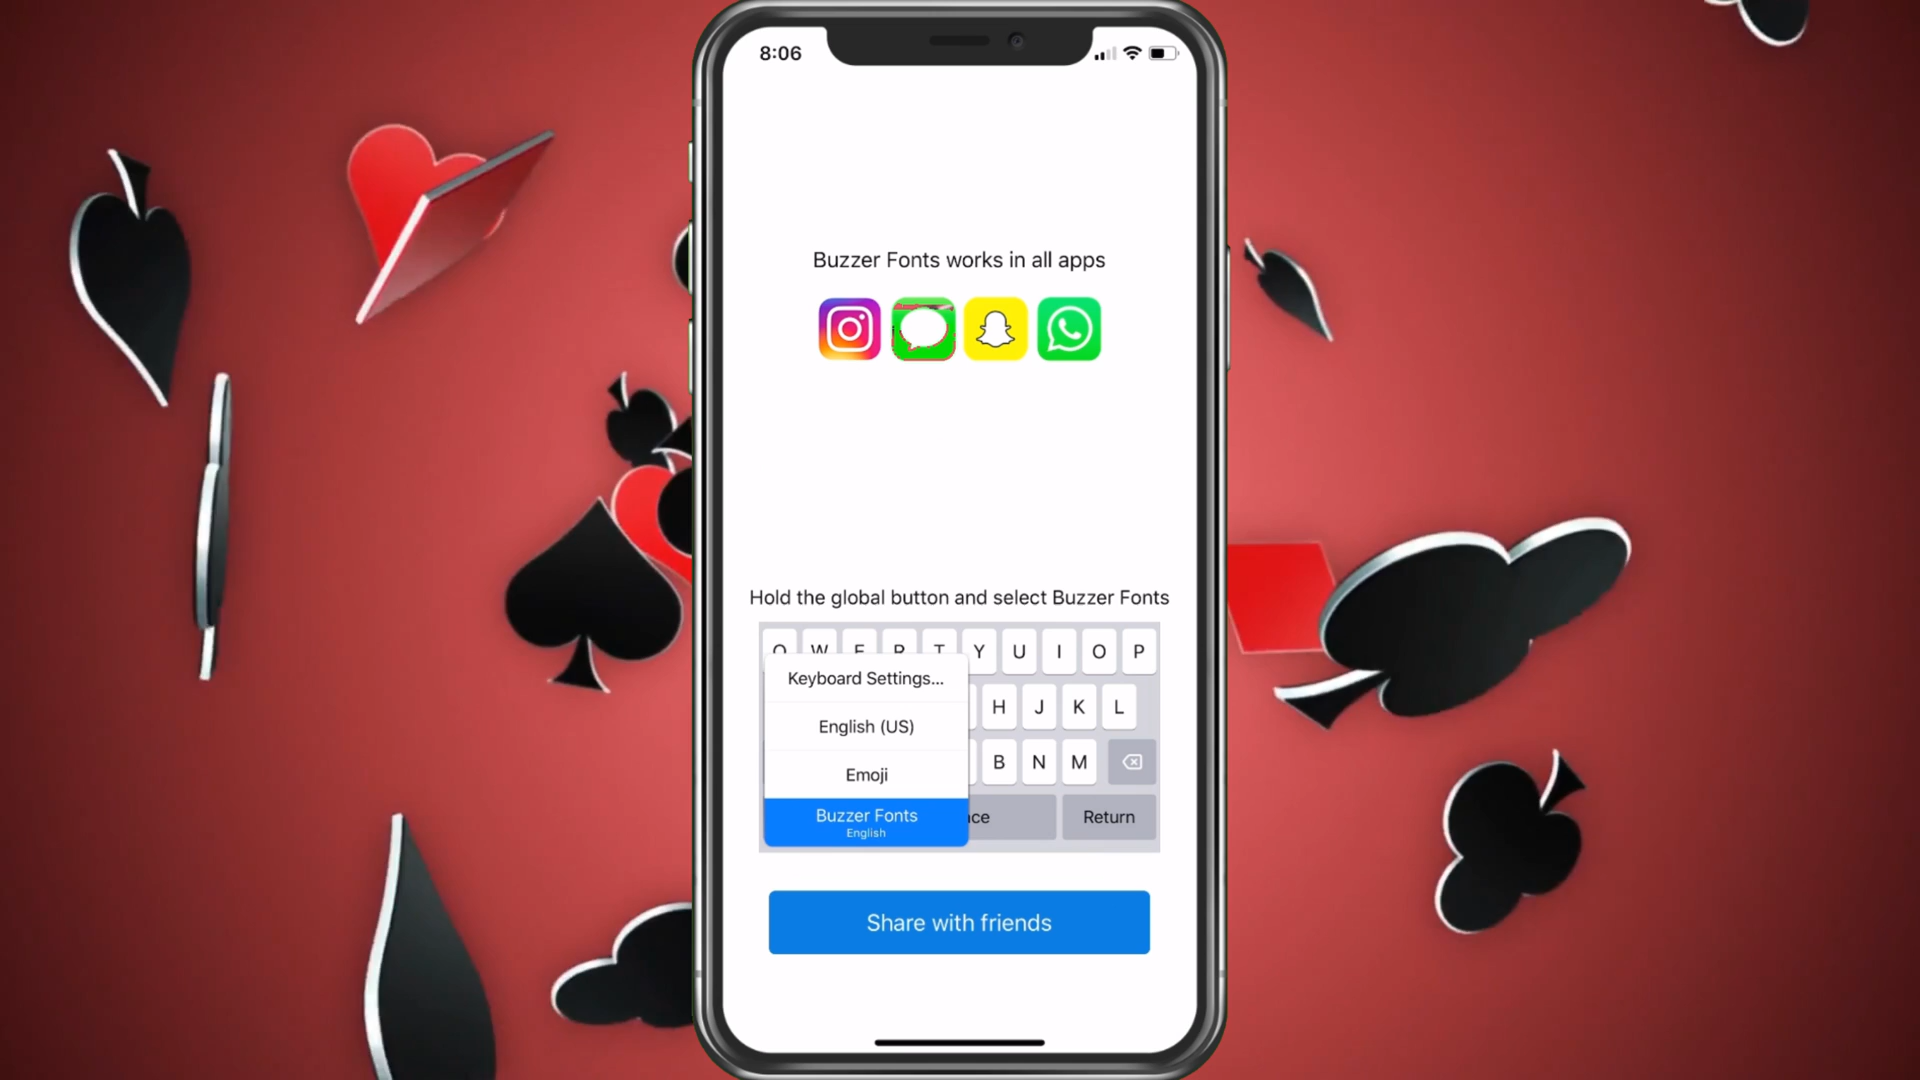 8:06
Buzzer Fonts works in all apps
Hold the global button and select Buzzer Fonts
Y U I O P
Keyboard Settings...
H J K L
English (US)
B N M
Emoji
Buzzer Fonts
English
Return
Share with friends